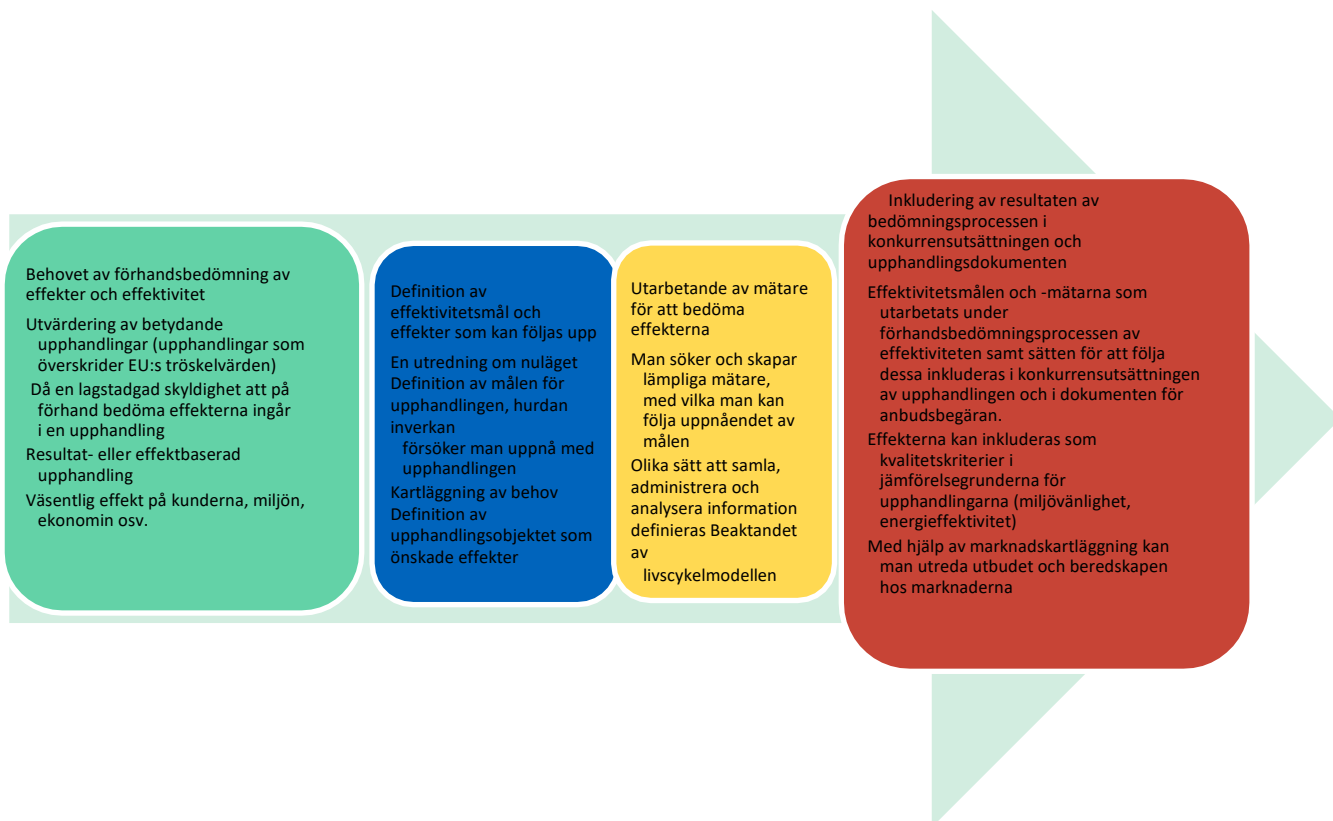 Behovet av förhandsbedömning av
effekter och effektivitet
Utvärdering av betydande
upphandlingar (upphandlingar som
överskrider EU:s tröskelvärden)
Då en lagstadgad skyldighet att på
förhand bedöma effekterna ingår
i en upphandling
Resultat- eller effektbaserad
upphandling
Väsentlig effekt på kunderna, miljön,
ekonomin osv.
Definition av
effektivitetsmål och
effekter som kan följas upp
En utredning om nuläget
Definition av målen för
upphandlingen, hurdan
inverkan
försöker man uppnå med
upphandlingen
Kartläggning av behov
Definition av
upphandlingsobjektet som
önskade effekter
Utarbetande av mätare
för att bedöma
effekterna
Man söker och skapar
lämpliga mätare,
med vilka man kan
följa uppnåendet av
målen
Olika sätt att samla,
administrera och
analysera information
definieras Beaktandet
av
livscykelmodellen
Inkludering av resultaten av
bedömningsprocessen i
konkurrensutsättningen och
upphandlingsdokumenten
Effektivitetsmålen och -mätarna som
utarbetats under
förhandsbedömningsprocessen av
effektiviteten samt sätten för att följa
dessa inkluderas i konkurrensutsättningen
av upphandlingen och i dokumenten för
anbudsbegäran.
Effekterna kan inkluderas som
kvalitetskriterier i
jämförelsegrunderna för
upphandlingarna (miljövänlighet,
energieffektivitet)
Med hjälp av marknadskartläggning kan
man utreda utbudet och beredskapen
hos marknaderna